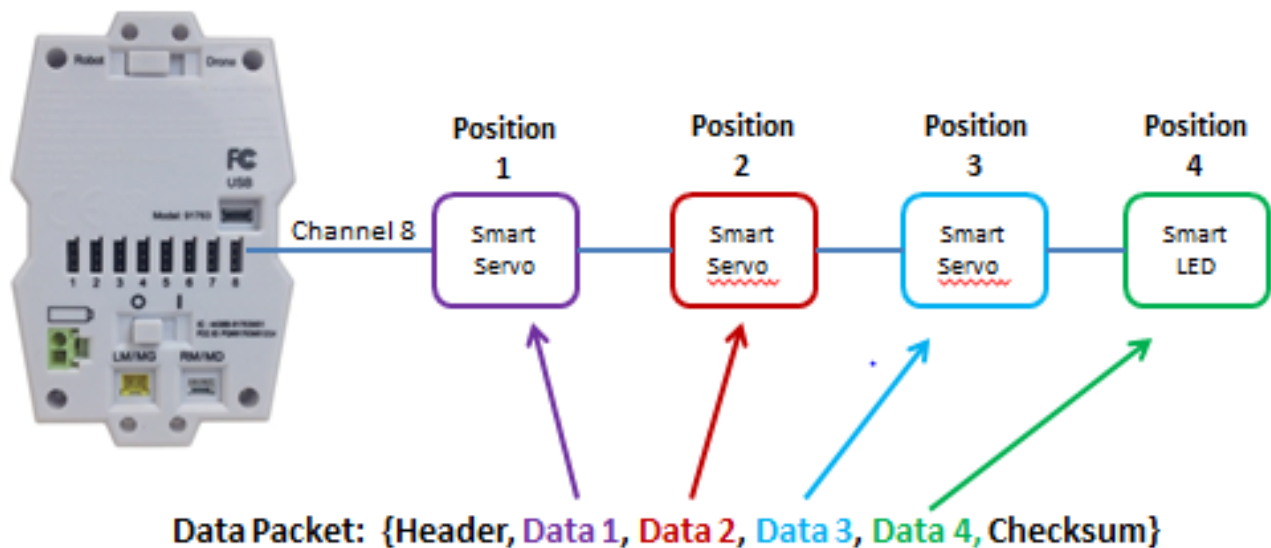 Robot
Drone
FC
USB
Model 91763
1 2 3 4 5 6 7 8
O I
LM/MG
RM/MD
Channel 8
Position
1
Position
2
Position
3
Position
4
Smart
Servo
Smart
Servo
Smart
Servo
Smart
LED
Data Packet: {Header, Data 1, Data 2, Data 3, Data 4, Checksum}